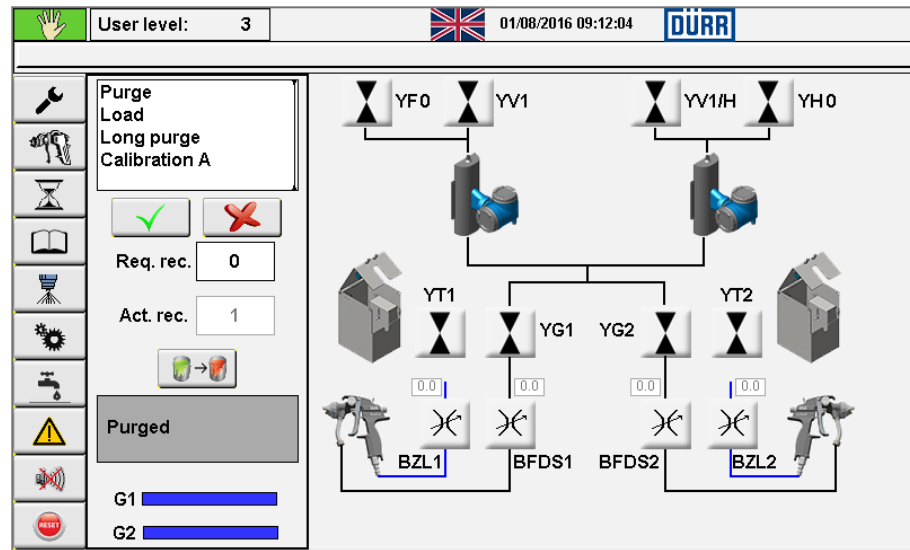 User level: 3
01/08/2016 09:12:04
DÜRR
Purge
Load
Long purge
Calibration A
Req. rec. 0
Act. rec. 1
Purged
G1
G2
RESET
YF0 YV1 YV1/H YH0
YT1 YT2
YG1 YG2
0.0 0.0 0.0 0.0
BZL1 BFDS1 BFDS2 BZL2